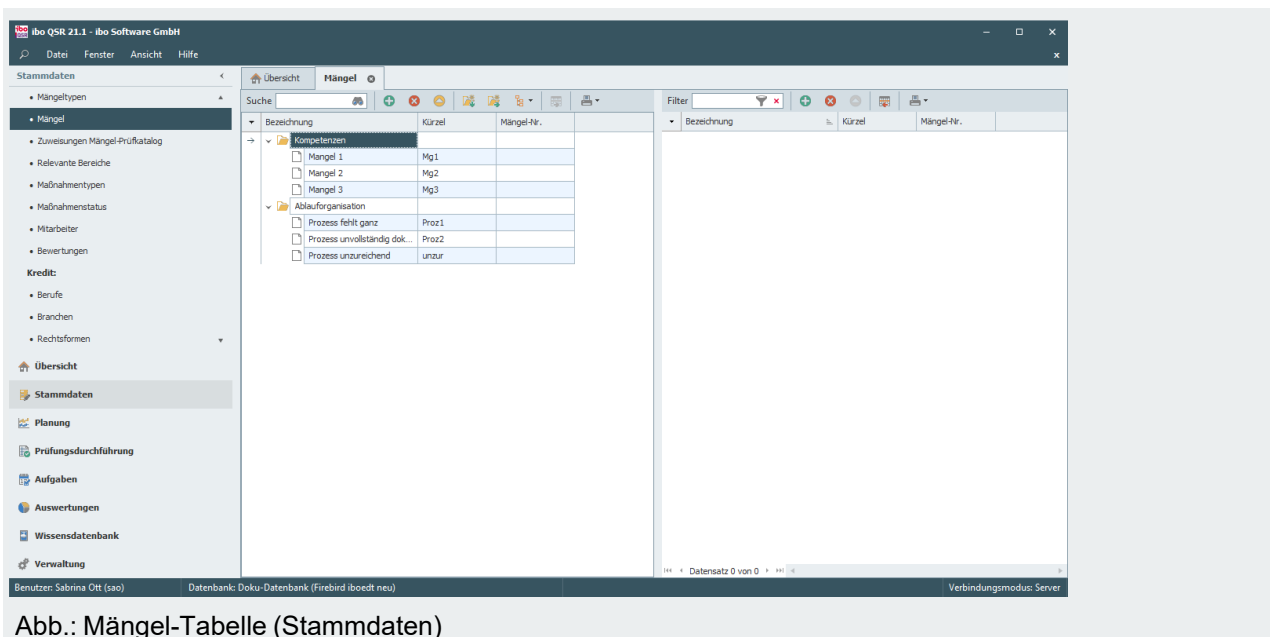 ibo QSR 21.1 - ibo Software GmbH
Datei Fenster Ansicht Hilfe
Stammdaten
Mängeltypen
Mängel
Zuweisungen Mängel-Prüfkatalog
Relevante Bereiche
Maßnahmentypen
Maßnahmenstatus
Mitarbeiter
Bewertungen
Kredit:
Berufe
Branchen
Rechtsformen
Übersicht
Stammdaten
Planung
Prüfungsdurchführung
Aufgaben
Auswertungen
Wissensdatenbank
Verwaltung
Übersicht Mängel
Suche
Bezeichnung Kürzel Mängel-Nr.
Kompetenzen
Mangel 1 Mg1
Mangel 2 Mg2
Mangel 3 Mg3
Ablauforganisation
Prozess fehlt ganz Proz1
Prozess unvollständig dok... Proz2
Prozess unzureichend unzur
Filter
Bezeichnung Kürzel Mängel-Nr.
Datensatz 0 von 0
Benutzer: Sabrina Ott (sao) Datenbank: Doku-Datenbank (Firebird iboedt neu) Verbindungsmodus: Server
Abb.: Mängel-Tabelle (Stammdaten)